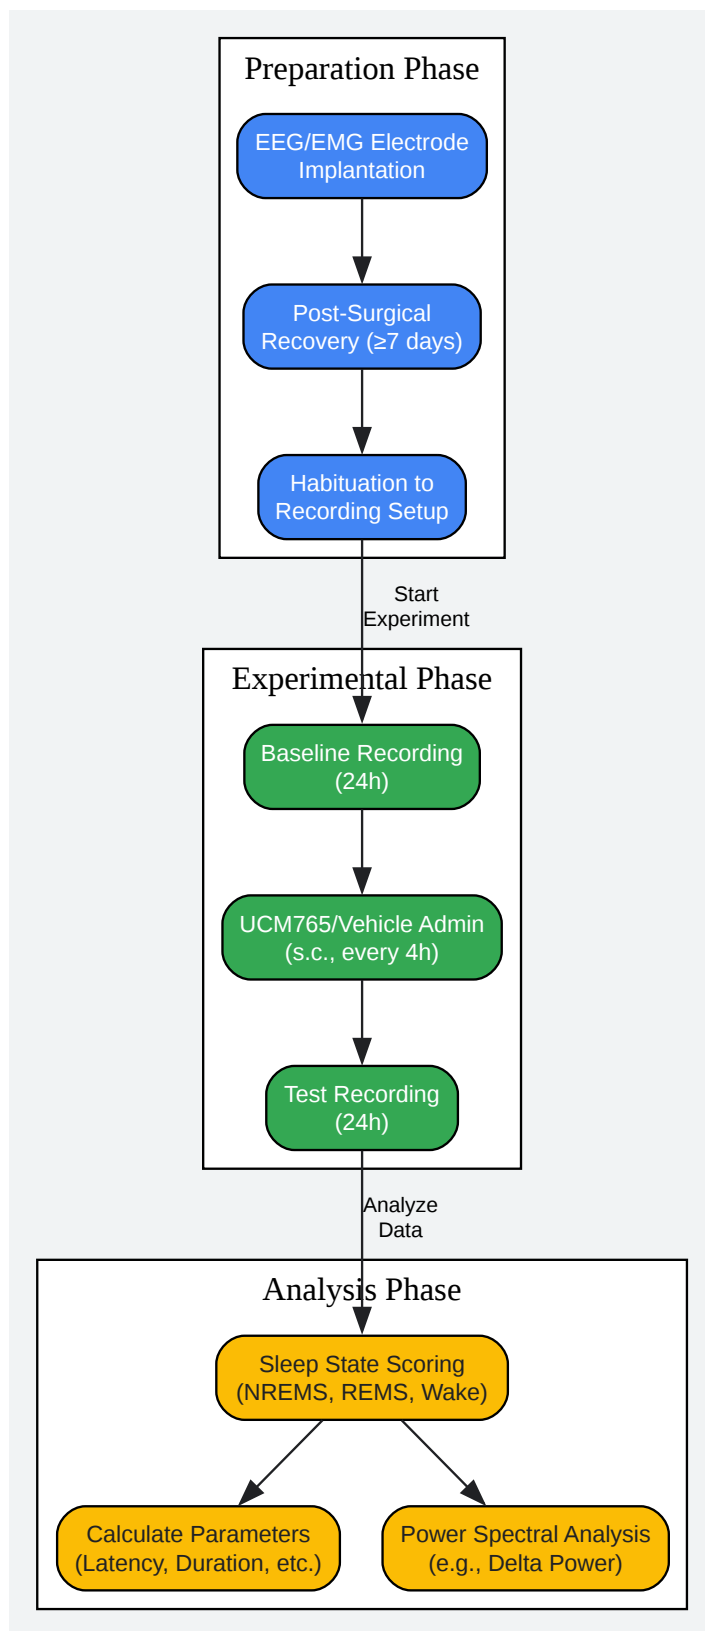 Preparation Phase
EEG/EMG Electrode
Implantation
Post-Surgical
Recovery (≥7 days)
Habituation to
Recording Setup
Start
Experiment
Experimental Phase
Baseline Recording
(24h)
UCM765/Vehicle Admin
(s.c., every 4h)
Test Recording
(24h)
Analyze
Data
Analysis Phase
Sleep State Scoring
(NREMS, REMS, Wake)
Calculate Parameters
(Latency, Duration, etc.)
Power Spectral Analysis
(e.g., Delta Power)